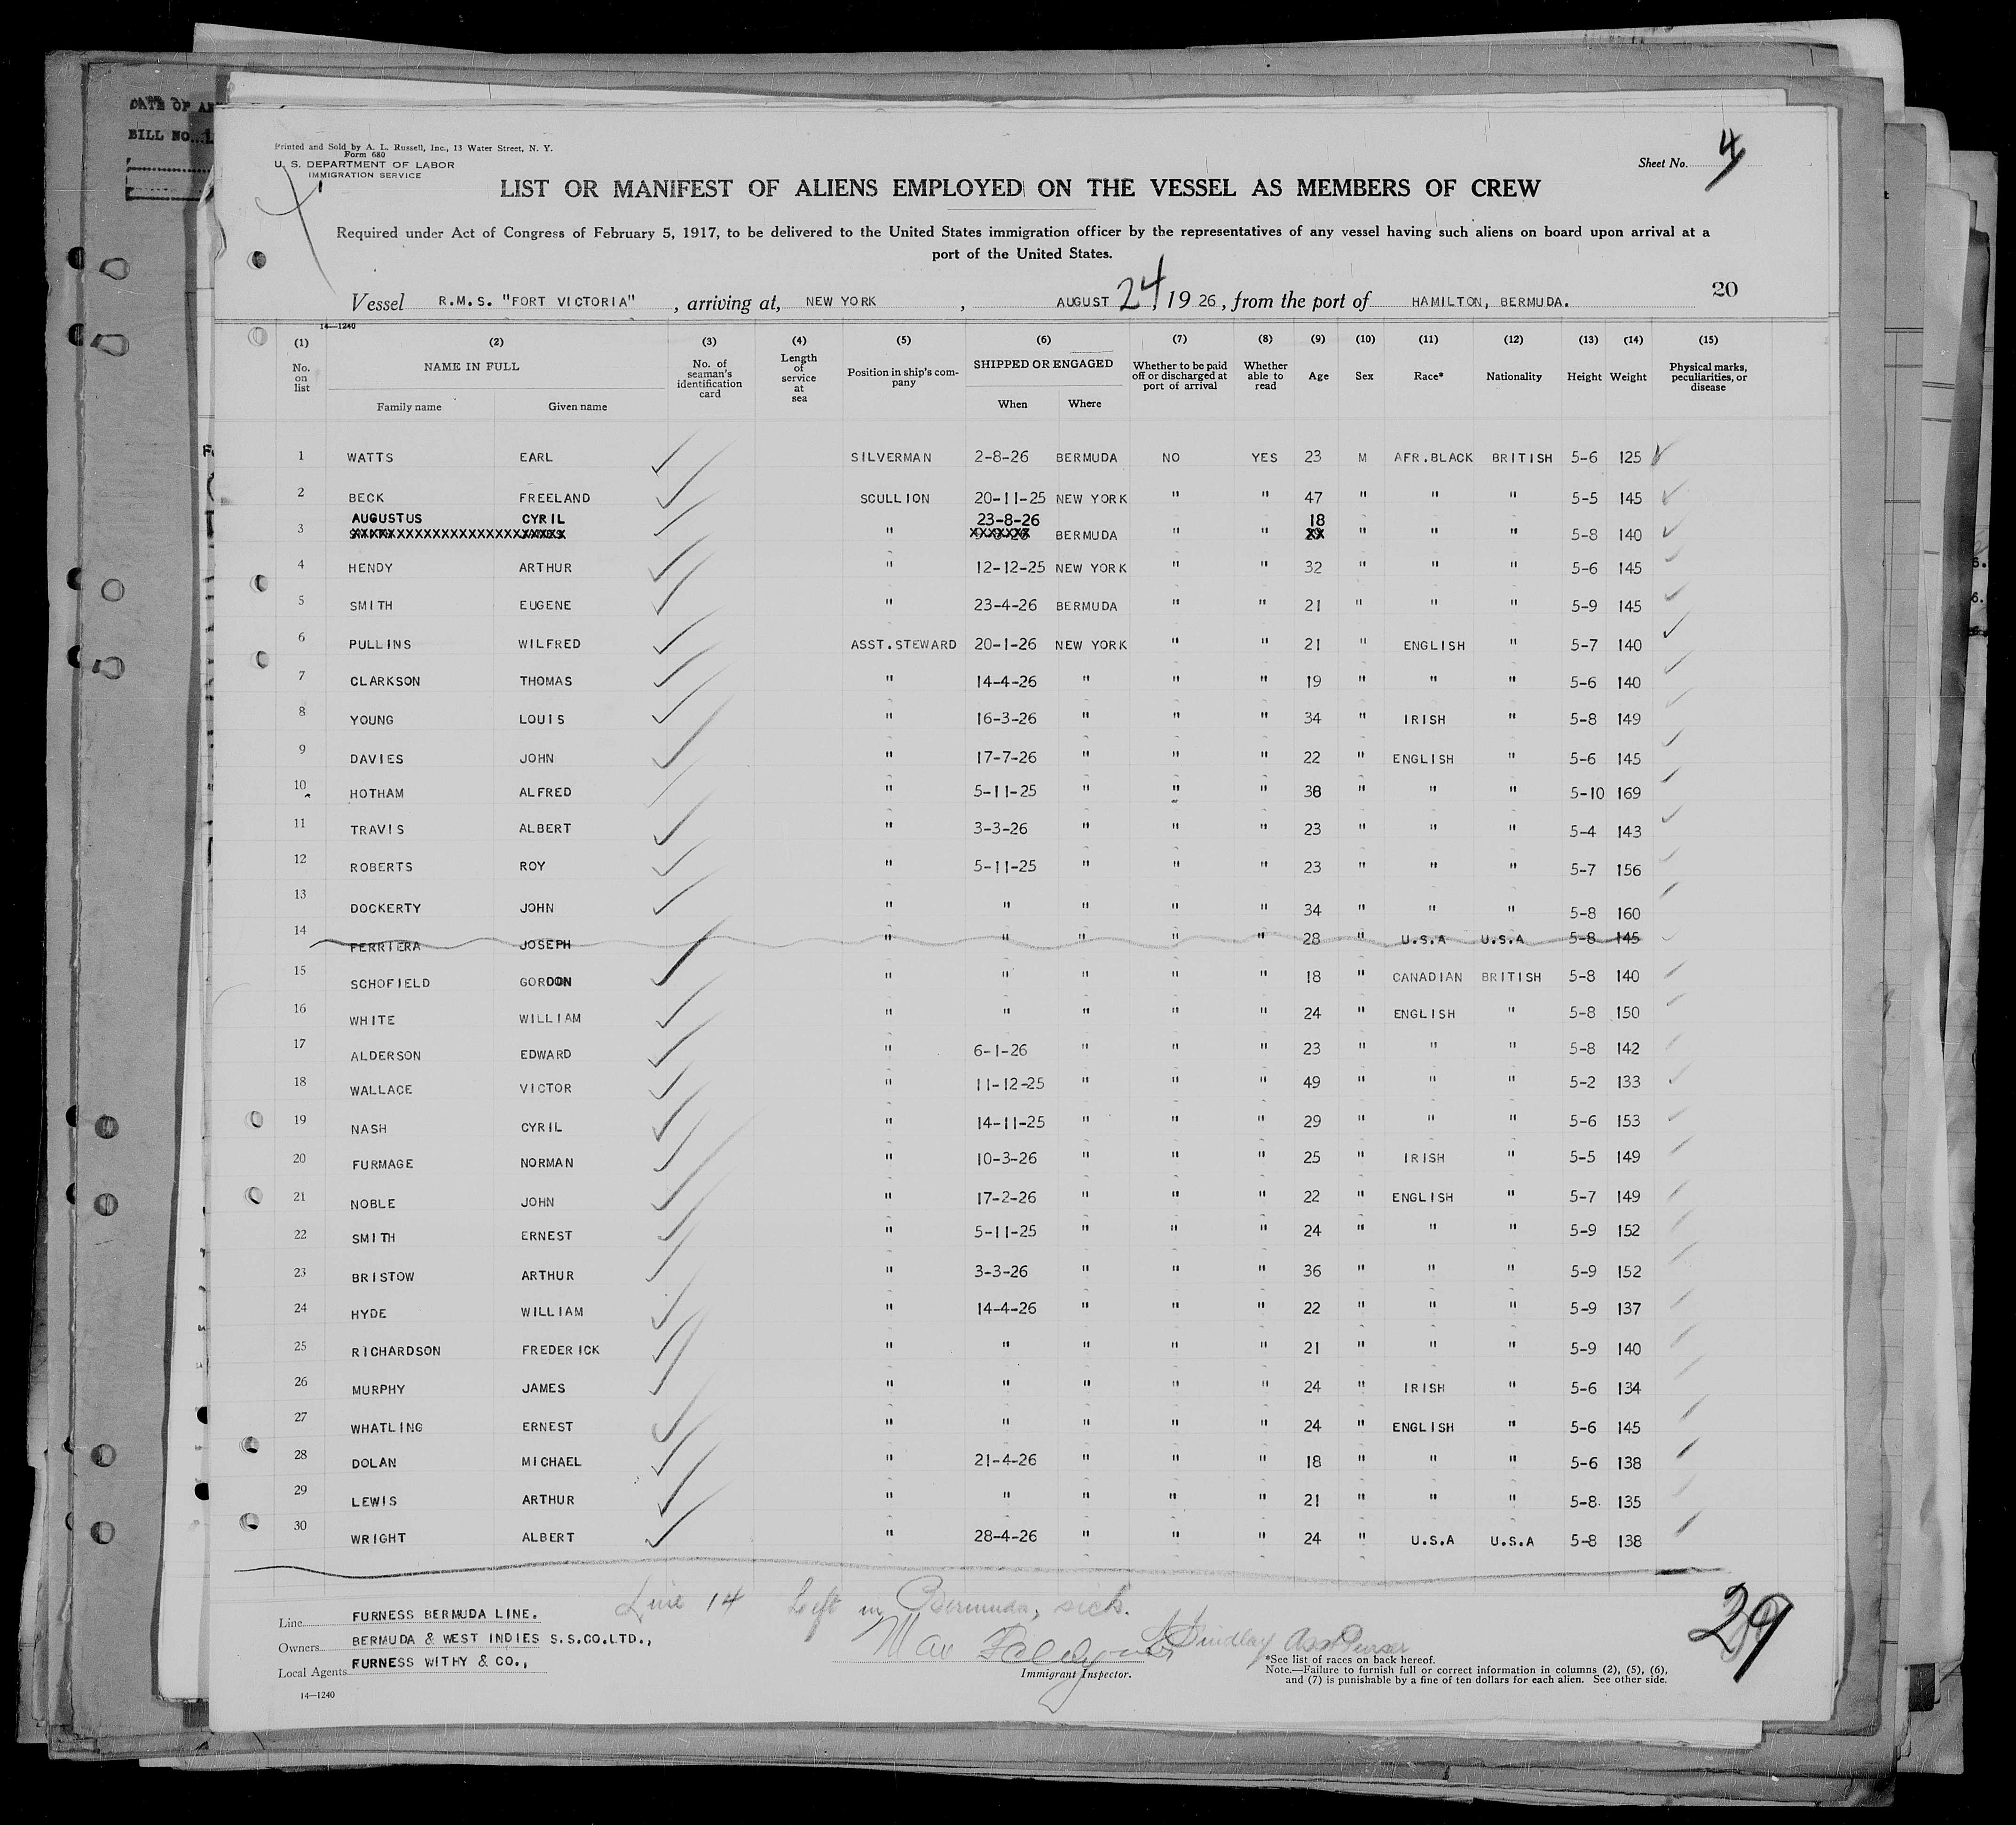 DATE OF AR
BILL NO.
Printed and Sold by A. L. Russell, Inc., 13 Water Street, N. Y.
Form 680
U. S. DEPARTMENT OF LABOR
IMMIGRATION SERVICE
Sheet No. 4
LIST OR MANIFEST OF ALIENS EMPLOYED ON THE VESSEL AS MEMBERS OF CREW
Required under Act of Congress of February 5, 1917, to be delivered to the United States immigration officer by the representatives of any vessel having such aliens on board upon arrival at a
port of the United States.
Vessel R.M.S. "FORT VICTORIA", arriving at, NEW YORK, AUGUST 24, 1926, from the port of HAMILTON, BERMUDA. 20
14—1240
(1) (2) (3) (4) (5) (6) (7) (8) (9) (10) (11) (12) (13) (14) (15)
No. on list NAME IN FULL No. of seaman's identification card Length of service at sea Position in ship's company SHIPPED OR ENGAGED Whether to be paid off or discharged at port of arrival Whether able to read Age Sex Race* Nationality Height Weight Physical marks, peculiarities, or disease
Family name Given name When Where
1 WATTS EARL SILVERMAN 2-8-26 BERMUDA NO YES 23 M AFR.BLACK BRITISH 5-6 125
2 BECK FREELAND SCULLION 20-11-25 NEW YORK " " 47 " " " 5-5 145
AUGUSTUS CYRIL 23-8-26 18
3 " BERMUDA " " " " " 5-8 140
4 HENDY ARTHUR " 12-12-25 NEW YORK " " 32 " " " 5-6 145
5 SMITH EUGENE " 23-4-26 BERMUDA " " 21 " " " 5-9 145
6 PULLINS WILFRED ASST.STEWARD 20-1-26 NEW YORK " " 21 " ENGLISH " 5-7 140
7 CLARKSON THOMAS " 14-4-26 " " " 19 " " " 5-6 140
8 YOUNG LOUIS " 16-3-26 " " " 34 " IRISH " 5-8 149
9 DAVIES JOHN " 17-7-26 " " " 22 " ENGLISH " 5-6 145
10 HOTHAM ALFRED " 5-11-25 " " " 38 " " " 5-10 169
11 TRAVIS ALBERT " 3-3-26 " " " 23 " " " 5-4 143
12 ROBERTS ROY " 5-11-25 " " " 23 " " " 5-7 156
13 DOCKERTY JOHN " " " " " 34 " " " 5-8 160
14 FERRIERA JOSEPH " " " " " 28 " U.S.A U.S.A 5-8 145
15 SCHOFIELD GORDON " " " " " 18 " CANADIAN BRITISH 5-8 140
16 WHITE WILLIAM " " " " " 24 " ENGLISH " 5-8 150
17 ALDERSON EDWARD " 6-1-26 " " " 23 " " " 5-8 142
18 WALLACE VICTOR " 11-12-25 " " " 49 " " " 5-2 133
19 NASH CYRIL " 14-11-25 " " " 29 " " " 5-6 153
20 FURMAGE NORMAN " 10-3-26 " " " 25 " IRISH " 5-5 149
21 NOBLE JOHN " 17-2-26 " " " 22 " ENGLISH " 5-7 149
22 SMITH ERNEST " 5-11-25 " " " 24 " " " 5-9 152
23 BRISTOW ARTHUR " 3-3-26 " " " 36 " " " 5-9 152
24 HYDE WILLIAM " 14-4-26 " " " 22 " " " 5-9 137
25 RICHARDSON FREDERICK " " " " " 21 " " " 5-9 140
26 MURPHY JAMES " " " " " 24 " IRISH " 5-6 134
27 WHATLING ERNEST " " " " " 24 " ENGLISH " 5-6 145
28 DOLAN MICHAEL " 21-4-26 " " " 18 " " " 5-6 138
29 LEWIS ARTHUR " " " " " 21 " " " 5-8. 135
30 WRIGHT ALBERT " 28-4-26 " " " 24 " U.S.A U.S.A 5-8 138
Line 14 Left in Bermuda, sick.
Line FURNESS BERMUDA LINE.
Owners BERMUDA & WEST INDIES S.S.CO.LTD.,
Local Agents FURNESS WITHY & CO.,
14—1240
Max
Findlay Asst Purser
Immigrant Inspector.
29
*See list of races on back hereof.
Note.—Failure to furnish full or correct information in columns (2), (5), (6),
and (7) is punishable by a fine of ten dollars for each alien. See other side.